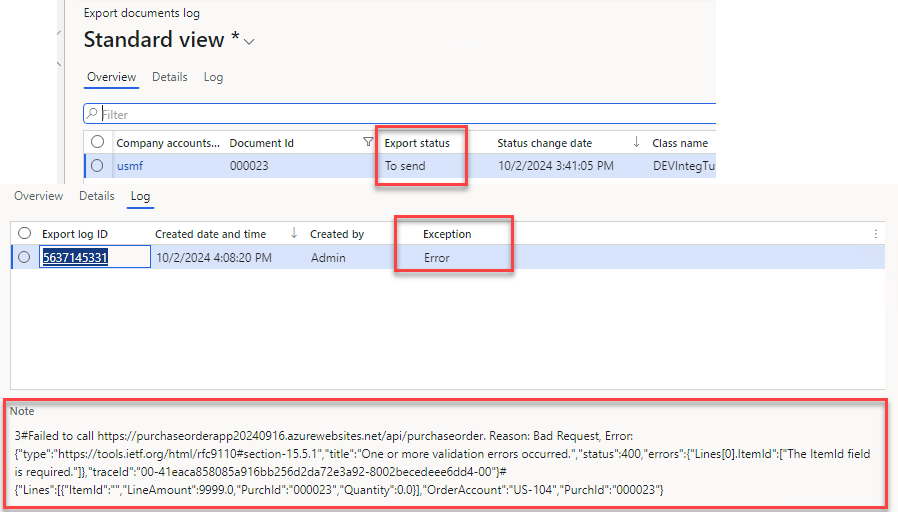 Export documents log
Standard view *
Overview Details Log
Filter
Company accounts... Document Id Export status Status change date Class name
usmf 000023 To send 10/2/2024 3:41:05 PM DEVIntegTu
Overview Details Log
Export log ID Created date and time Created by Exception
5637145331 10/2/2024 4:08:20 PM Admin Error
Note
3#Failed to call https://purchaseorderapp20240916.azurewebsites.net/api/purchaseorder. Reason: Bad Request, Error:
{"type":"https://tools.ietf.org/html/rfc9110#section-15.5.1","title":"One or more validation errors occurred.","status":400,"errors":{"Lines[0].ItemId":["The ItemId field
is required."]},"traceId":"00-41eaca858085a916bb256d2da72e3a92-8002becedeee6dd4-00"}#
{"Lines":[{"ItemId":"","LineAmount":9999.0,"PurchId":"000023","Quantity":0.0}],"OrderAccount":"US-104","PurchId":"000023"}